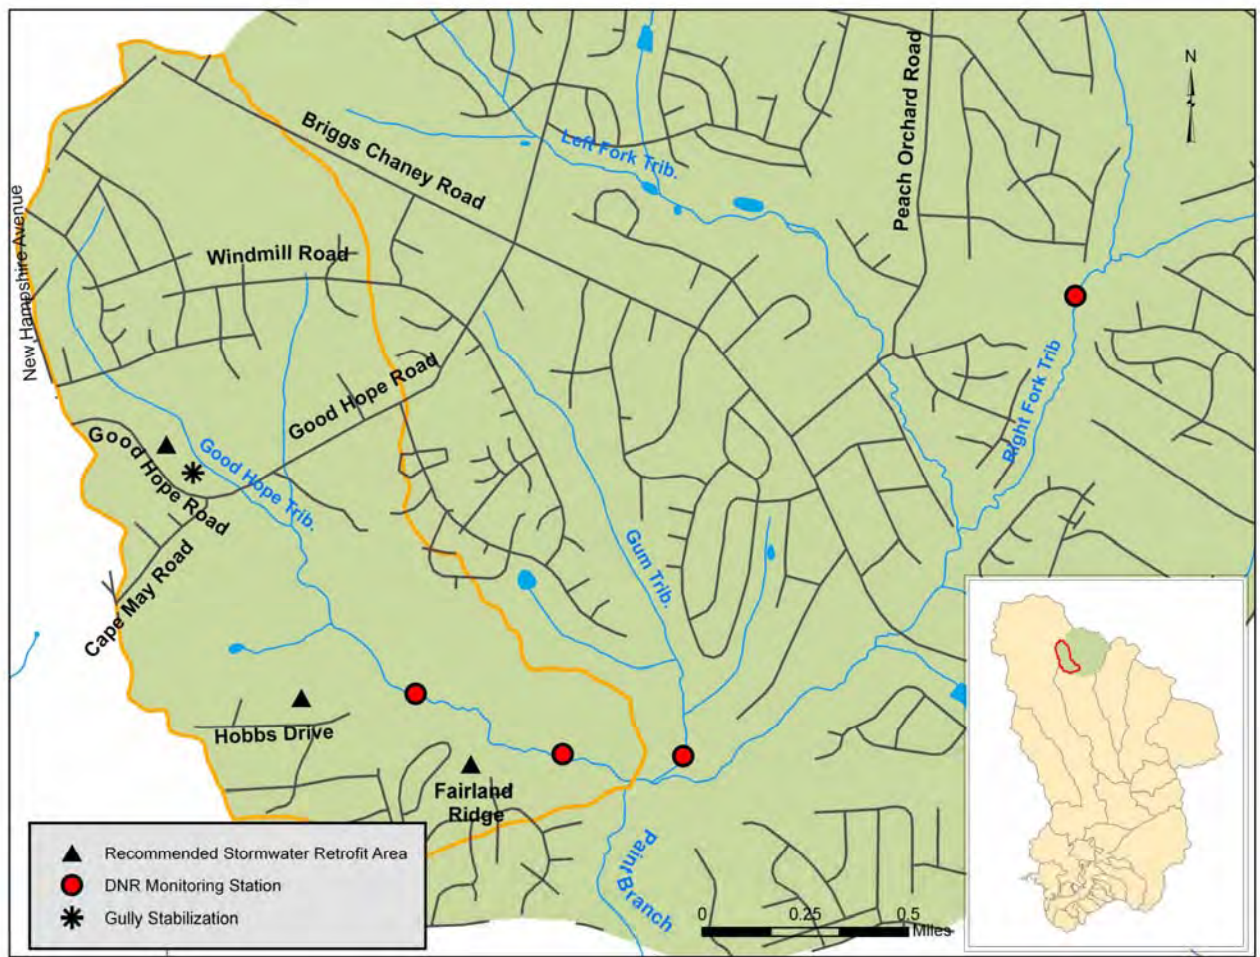 N
Briggs Chaney Road
Left Fork Trib.
Peach Orchard Road
New Hampshire Avenue
Windmill Road
Good Hope Road
Right Fork Trib
Good Hope Road
Good Hope Trib.
Gum Trib.
Cape May Road
Hobbs Drive
Fairland
Ridge
Paint Branch
Recommended Stormwater Retrofit Area
DNR Monitoring Station
Gully Stabilization
0 0.25 0.5
Miles